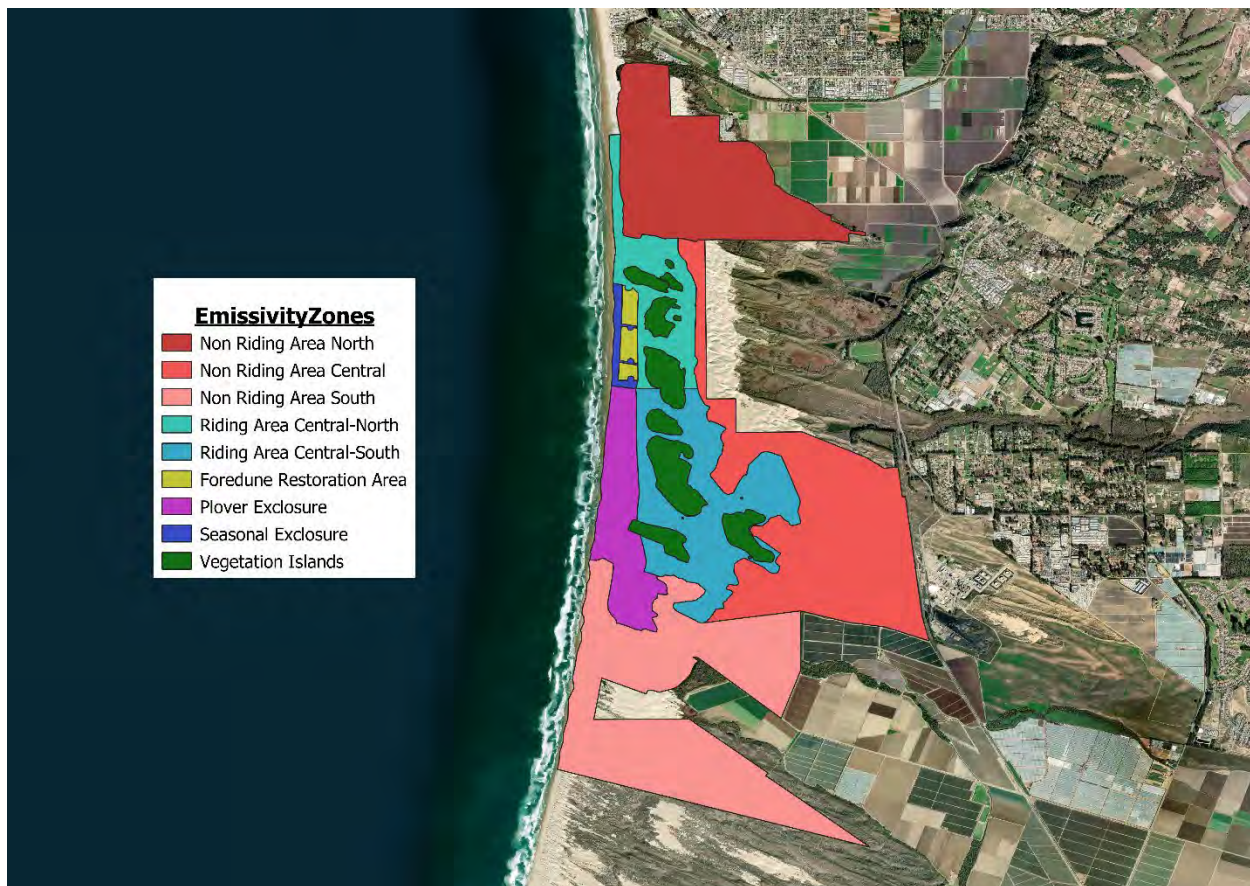 EmissivityZones
Non Riding Area North
Non Riding Area Central
Non Riding Area South
Riding Area Central-North
Riding Area Central-South
Foredune Restoration Area
Plover Exclosure
Seasonal Exclosure
Vegetation Islands